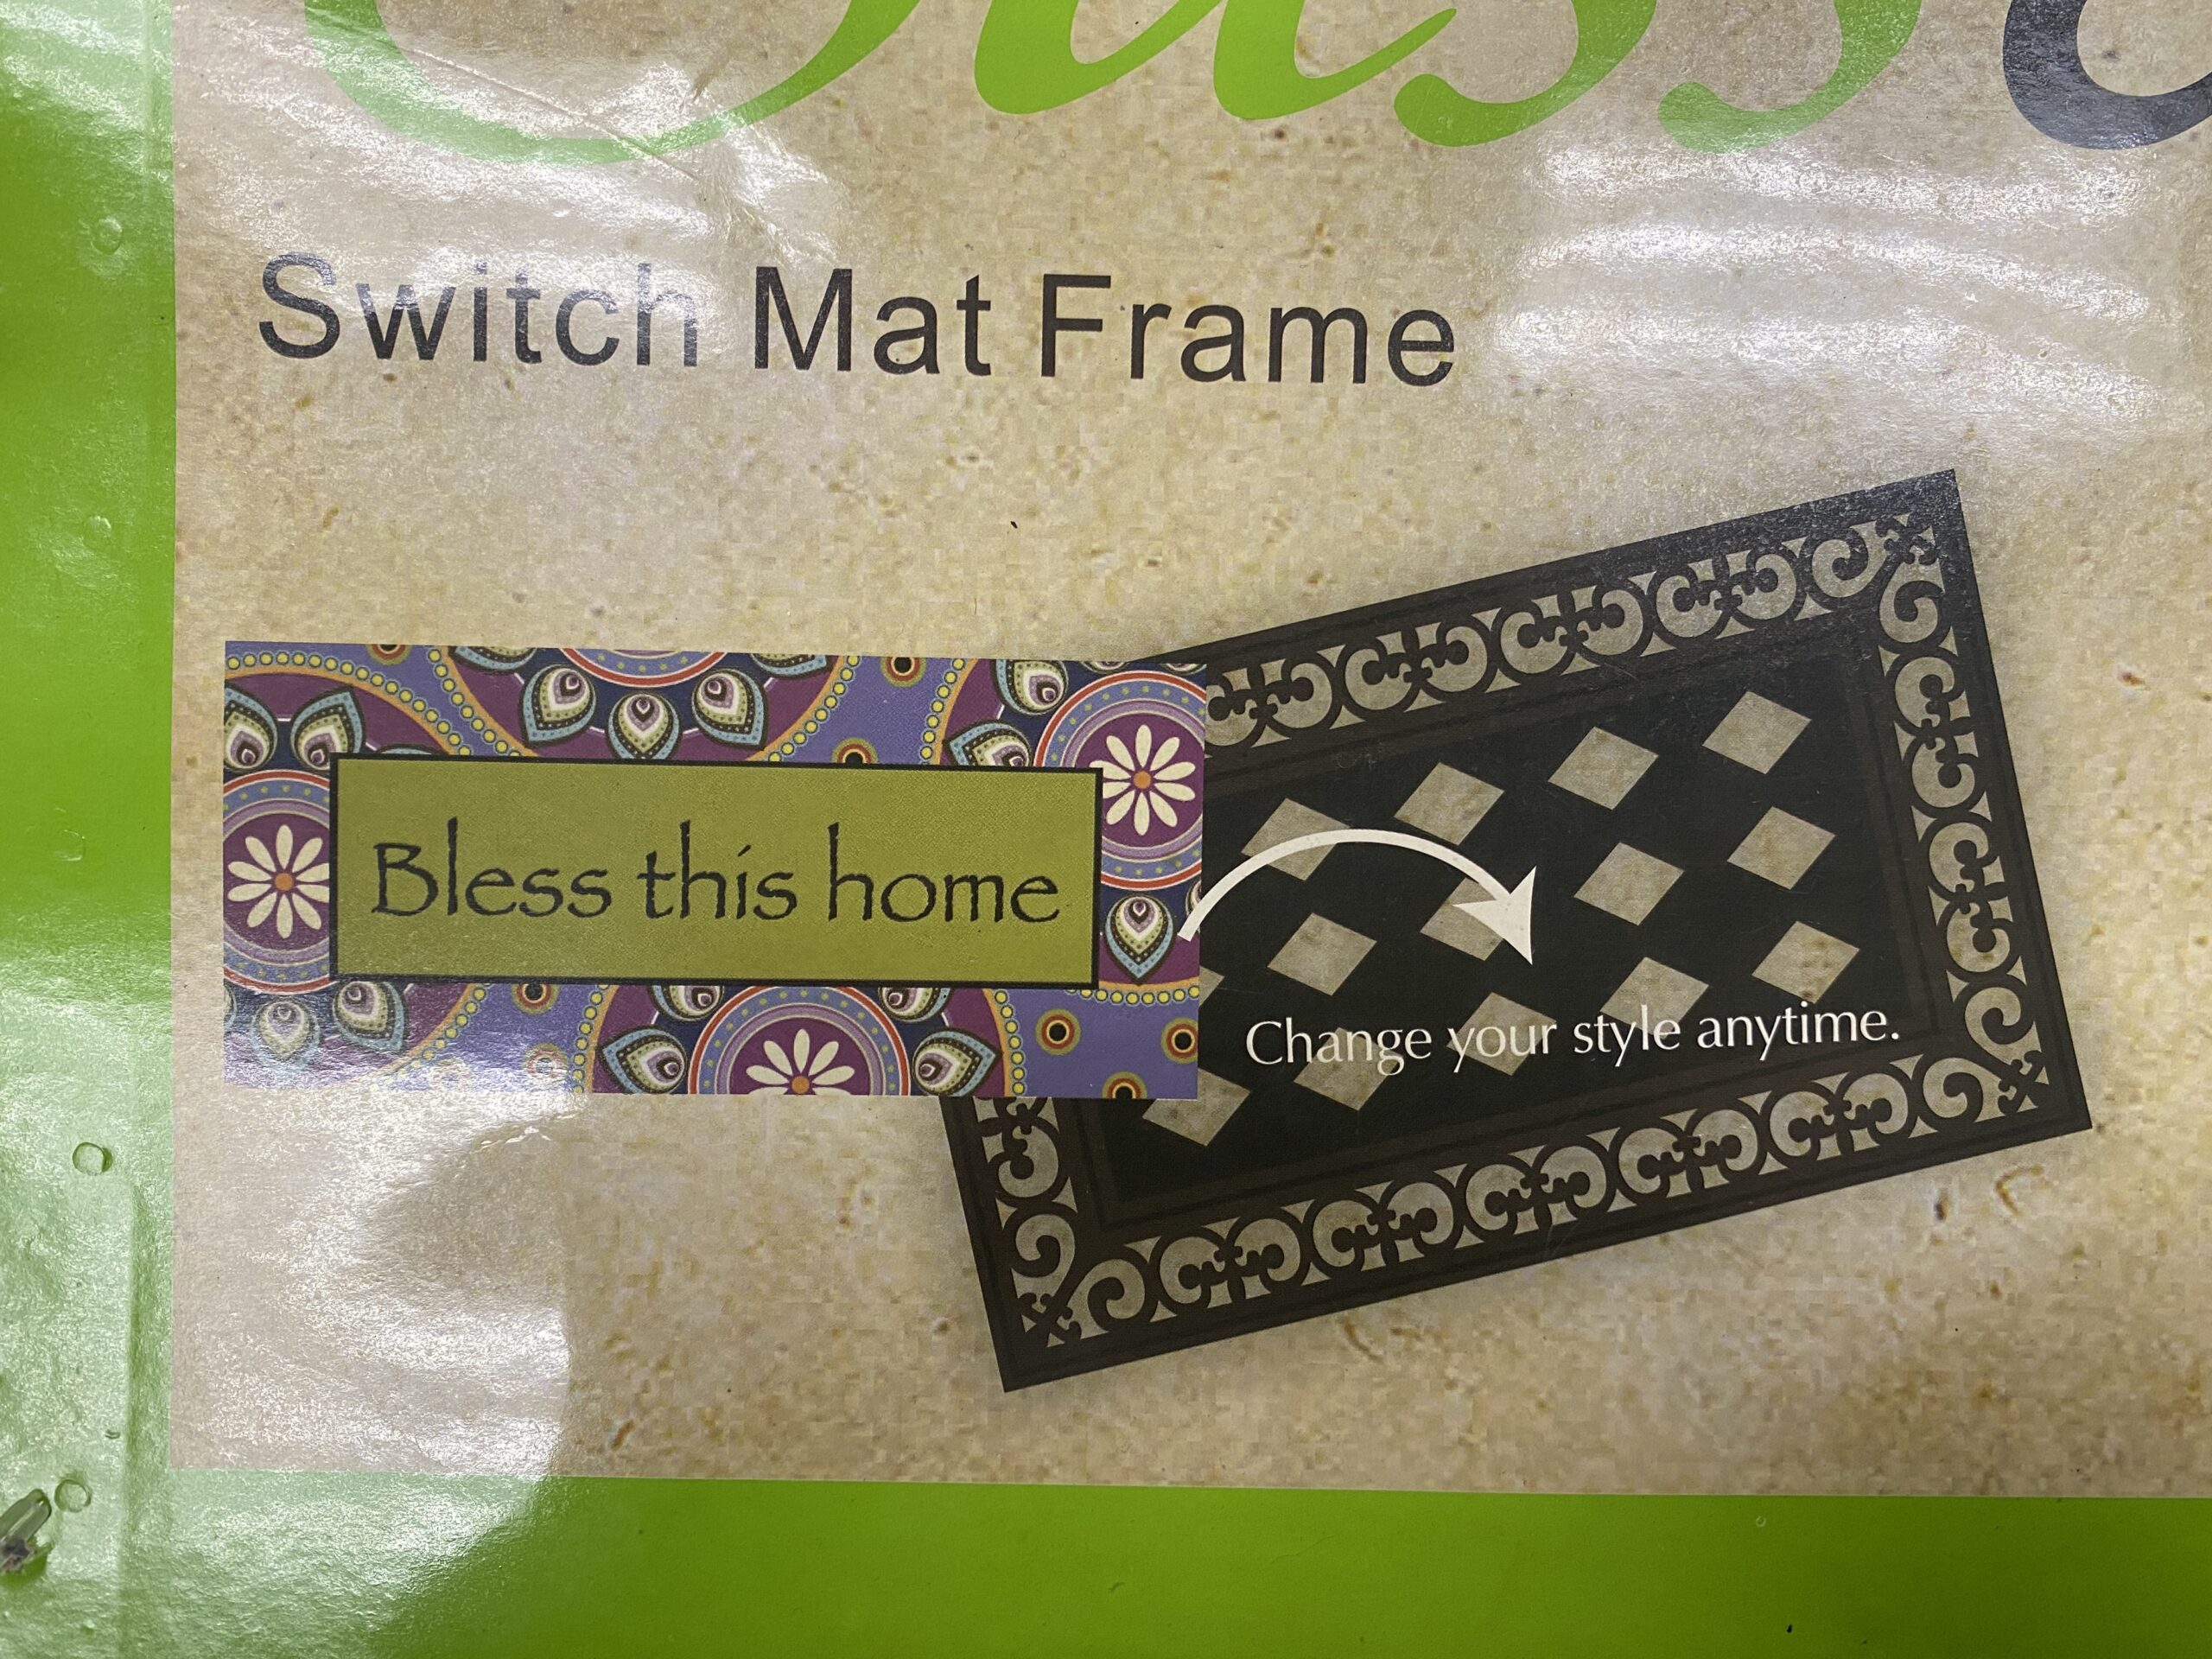 Switch Mat Frame
Bless this home
Change your style anytime.